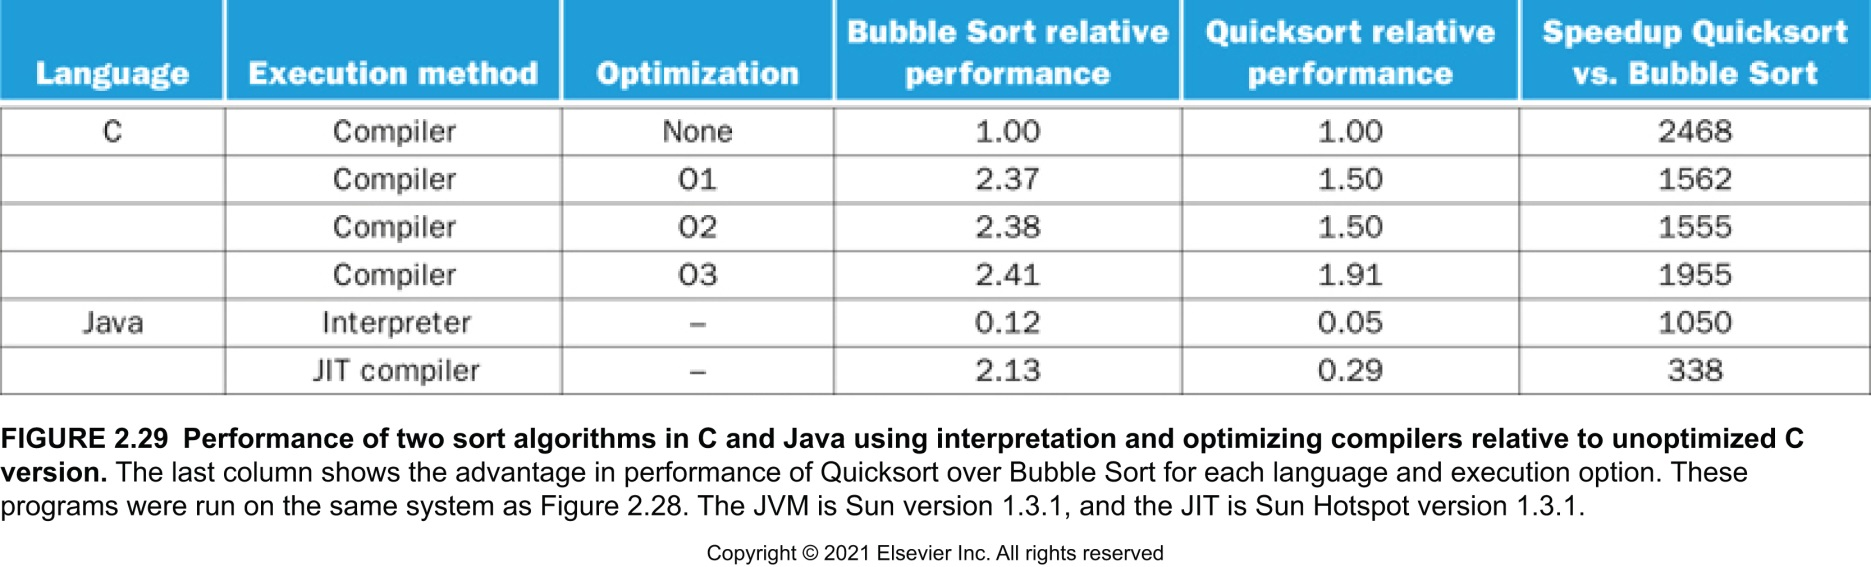 Language Execution method Optimization Bubble Sort relative performance Quicksort relative performance Speedup Quicksort vs. Bubble Sort
C Compiler None 1.00 1.00 2468
Compiler O1 2.37 1.50 1562
Compiler O2 2.38 1.50 1555
Compiler O3 2.41 1.91 1955
Java Interpreter – 0.12 0.05 1050
JIT compiler – 2.13 0.29 338
FIGURE 2.29 Performance of two sort algorithms in C and Java using interpretation and optimizing compilers relative to unoptimized C
version. The last column shows the advantage in performance of Quicksort over Bubble Sort for each language and execution option. These
programs were run on the same system as Figure 2.28. The JVM is Sun version 1.3.1, and the JIT is Sun Hotspot version 1.3.1.
Copyright © 2021 Elsevier Inc. All rights reserved